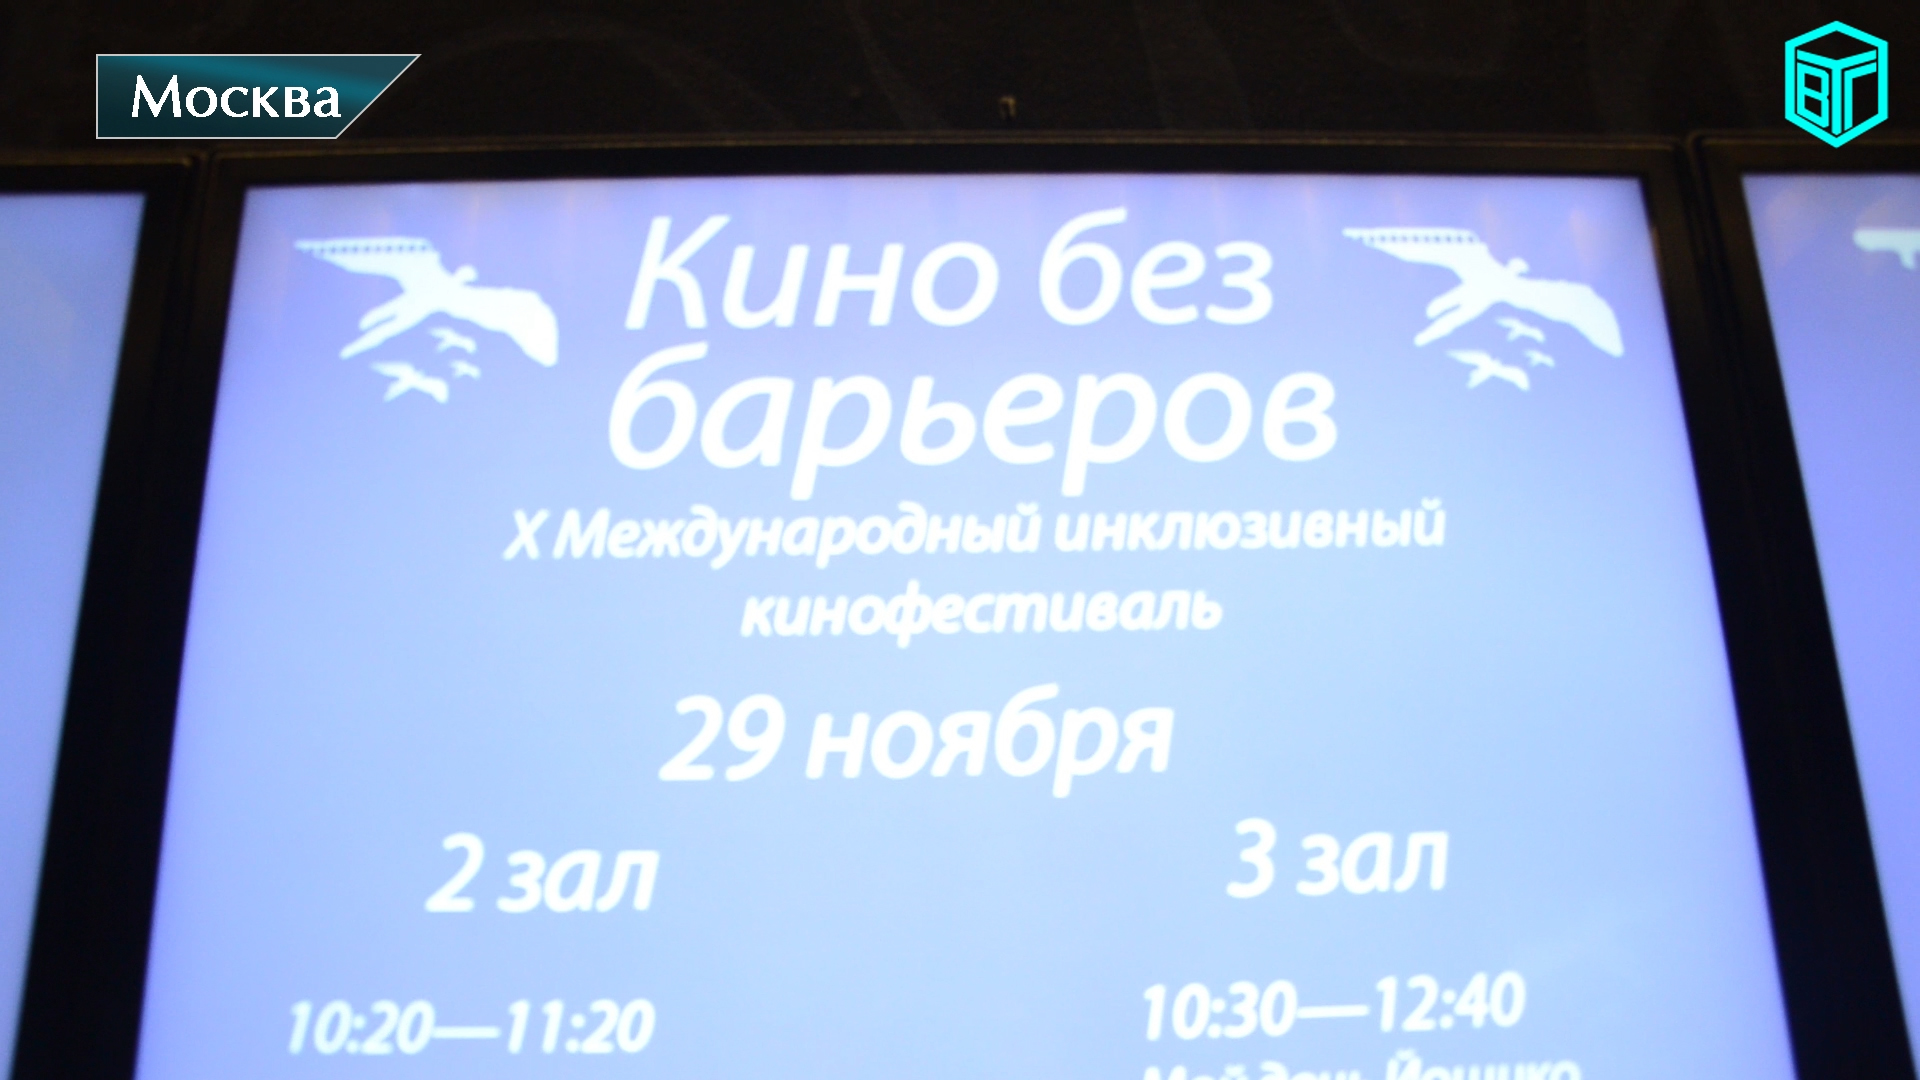 Москва
ВТГ
Кино без
барьеров
X Международный инклюзивный
кинофестиваль
29 ноября
2 зал
3 зал
10:20—11:20
10:30—12:40